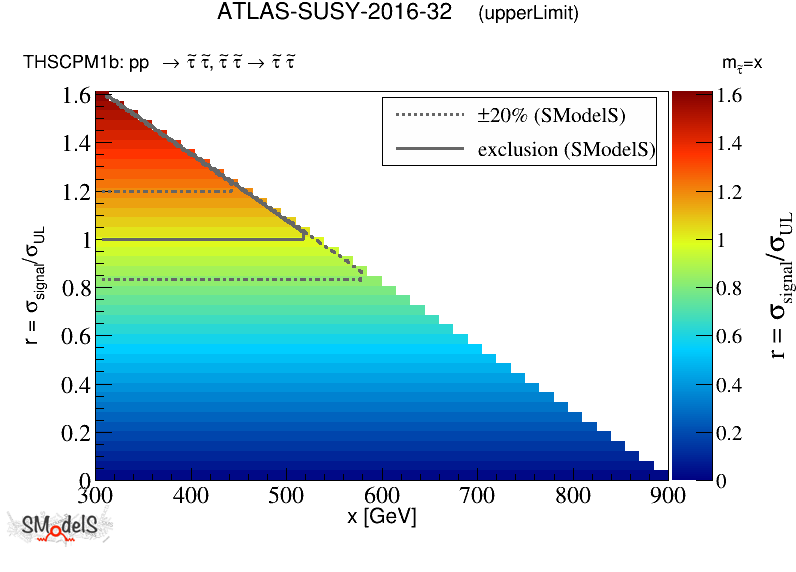 ATLAS-SUSY-2016-32 (upperLimit)
THSCPM1b: pp → τ̃ τ̃, τ̃ τ̃ → τ̃ τ̃
m_τ̃=x
±20% (SModelS)
exclusion (SModelS)
r = σ_signal/σ_UL
1.6
1.4
1.2
1
0.8
0.6
0.4
0.2
0
300 400 500 600 700 800 900
x [GeV]
1.6
1.4
1.2
1
0.8
0.6
0.4
0.2
0
r = σ_signal/σ_UL
SModelS